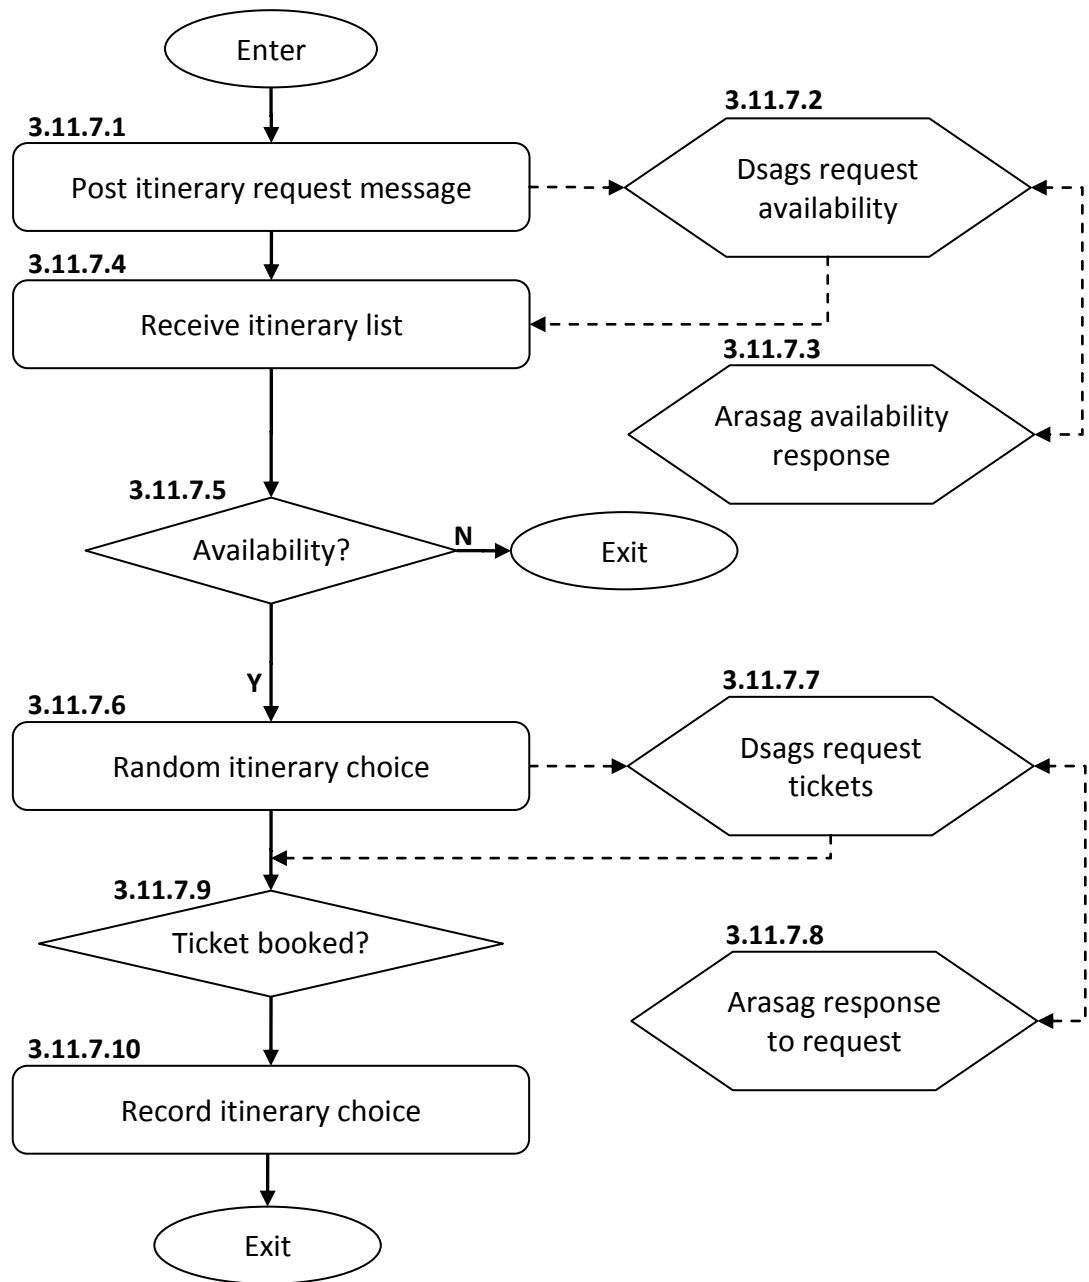 Enter
3.11.7.1
Post itinerary request message
3.11.7.2
Dsags request
availability
3.11.7.4
Receive itinerary list
3.11.7.3
Arasag availability
response
3.11.7.5
Availability?
N
Exit
Y
3.11.7.6
Random itinerary choice
3.11.7.7
Dsags request
tickets
3.11.7.9
Ticket booked?
3.11.7.8
Arasag response
to request
3.11.7.10
Record itinerary choice
Exit